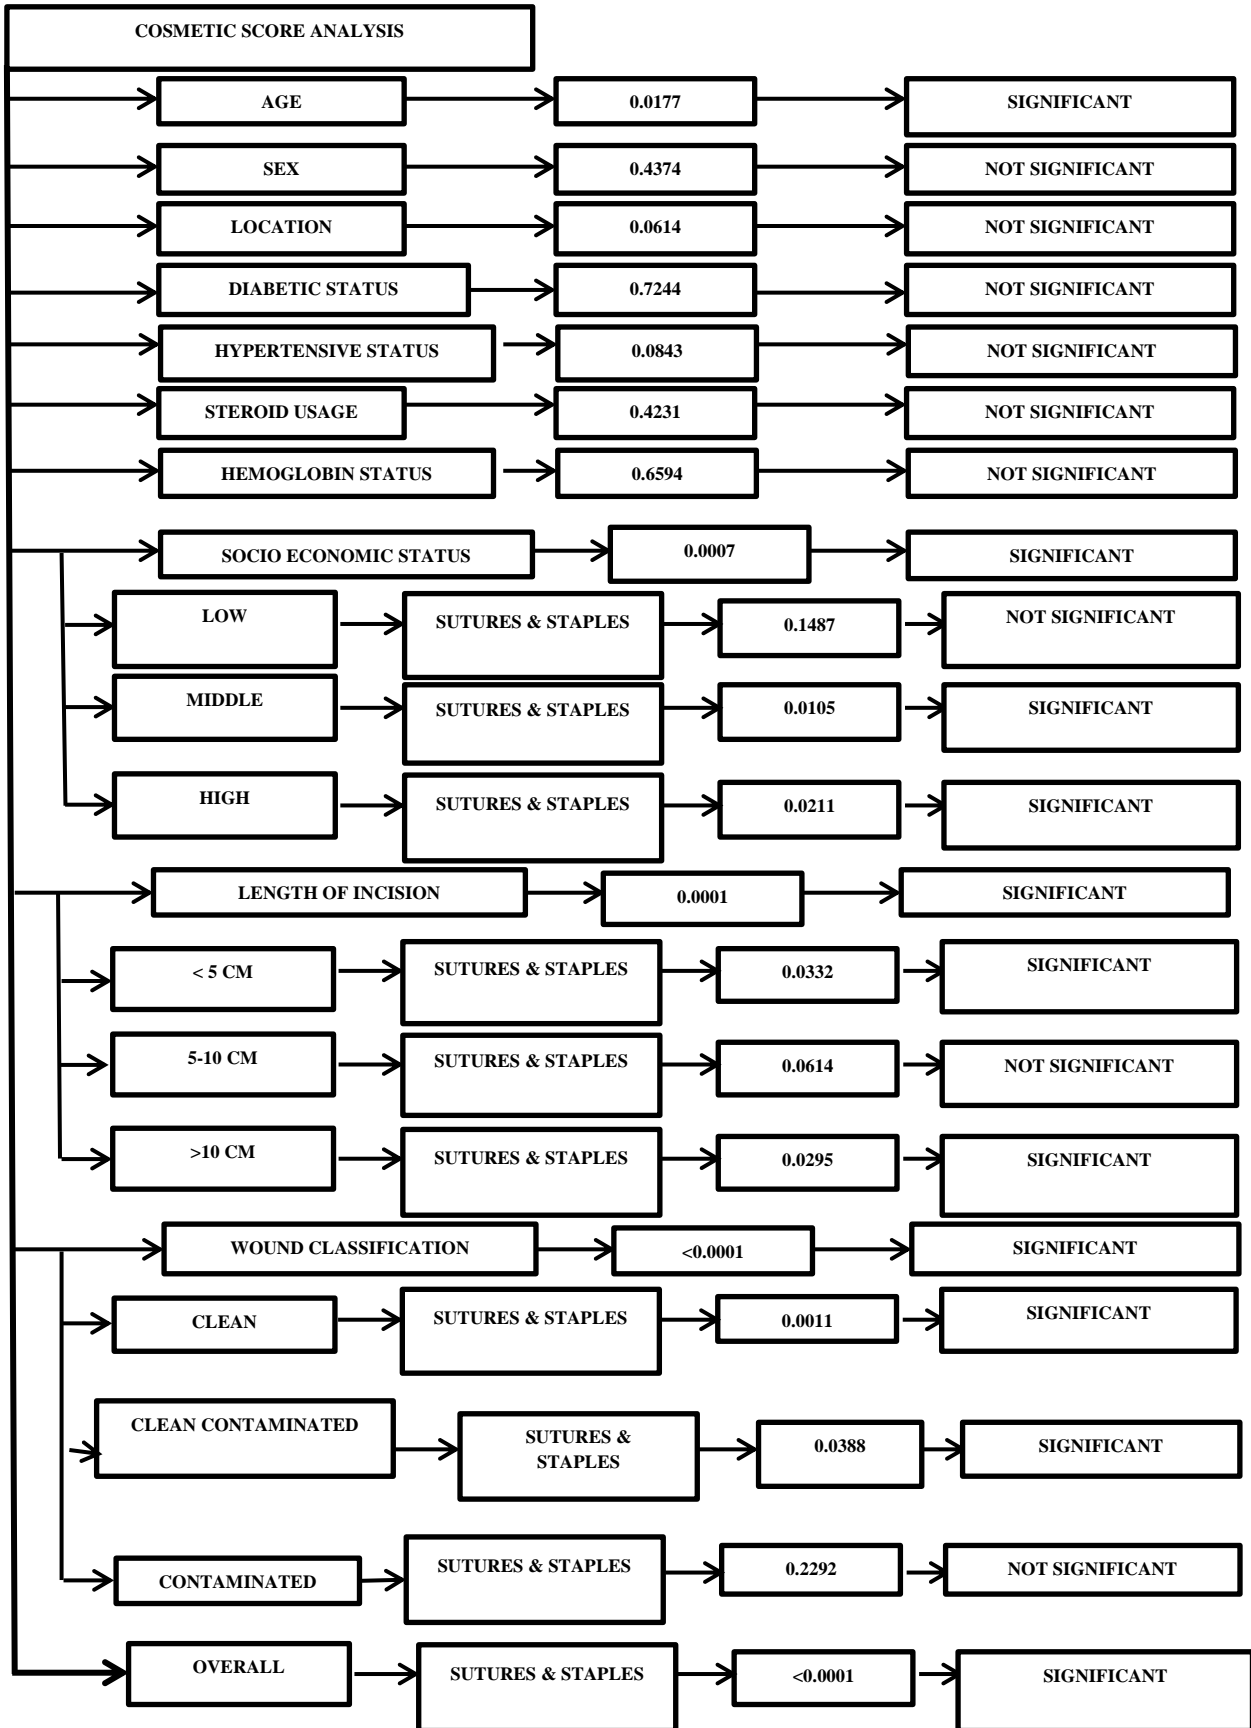 COSMETIC SCORE ANALYSIS
AGE 0.0177 SIGNIFICANT
SEX 0.4374 NOT SIGNIFICANT
LOCATION 0.0614 NOT SIGNIFICANT
DIABETIC STATUS 0.7244 NOT SIGNIFICANT
HYPERTENSIVE STATUS 0.0843 NOT SIGNIFICANT
STEROID USAGE 0.4231 NOT SIGNIFICANT
HEMOGLOBIN STATUS 0.6594 NOT SIGNIFICANT
SOCIO ECONOMIC STATUS 0.0007 SIGNIFICANT
LOW SUTURES & STAPLES 0.1487 NOT SIGNIFICANT
MIDDLE SUTURES & STAPLES 0.0105 SIGNIFICANT
HIGH SUTURES & STAPLES 0.0211 SIGNIFICANT
LENGTH OF INCISION 0.0001 SIGNIFICANT
< 5 CM SUTURES & STAPLES 0.0332 SIGNIFICANT
5-10 CM SUTURES & STAPLES 0.0614 NOT SIGNIFICANT
>10 CM SUTURES & STAPLES 0.0295 SIGNIFICANT
WOUND CLASSIFICATION <0.0001 SIGNIFICANT
CLEAN SUTURES & STAPLES 0.0011 SIGNIFICANT
CLEAN CONTAMINATED SUTURES &
STAPLES 0.0388 SIGNIFICANT
CONTAMINATED SUTURES & STAPLES 0.2292 NOT SIGNIFICANT
OVERALL SUTURES & STAPLES <0.0001 SIGNIFICANT